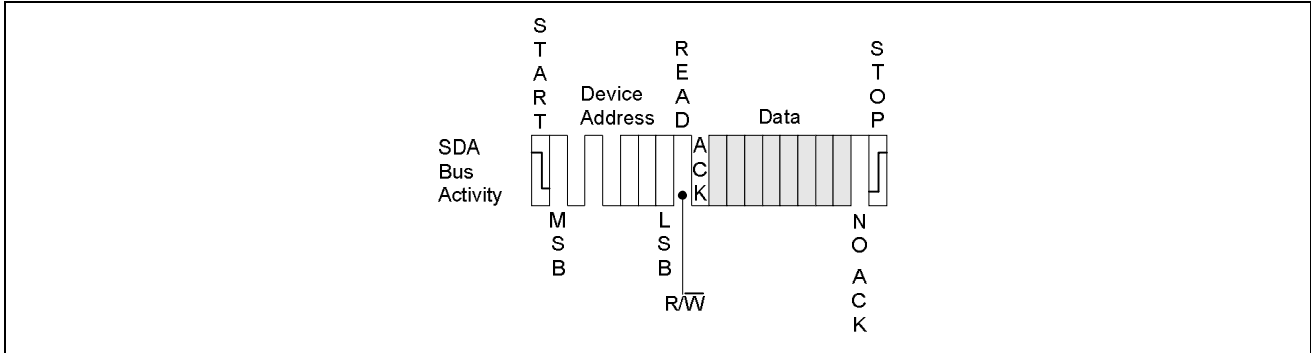 START
Device
Address
READ
Data
STOP
SDA
Bus
Activity
ACK
MSB
LSB
R/W̅
NO ACK